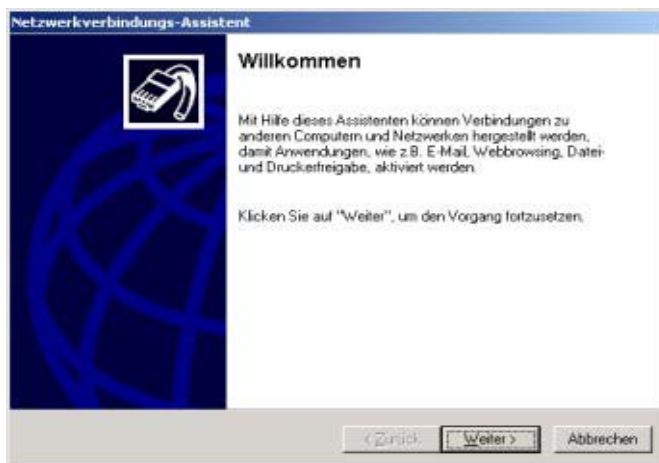 Netzwerkverbindungs-Assistent
Willkommen
Mit Hilfe dieses Assistenten können Verbindungen zu
anderen Computern und Netzwerken hergestellt werden,
damit Anwendungen, wie z.B. E-Mail, Webbrowsing, Datei-
und Druckerfreigabe, aktiviert werden.
Klicken Sie auf "Weiter", um den Vorgang fortzusetzen.
< Zurück Weiter > Abbrechen